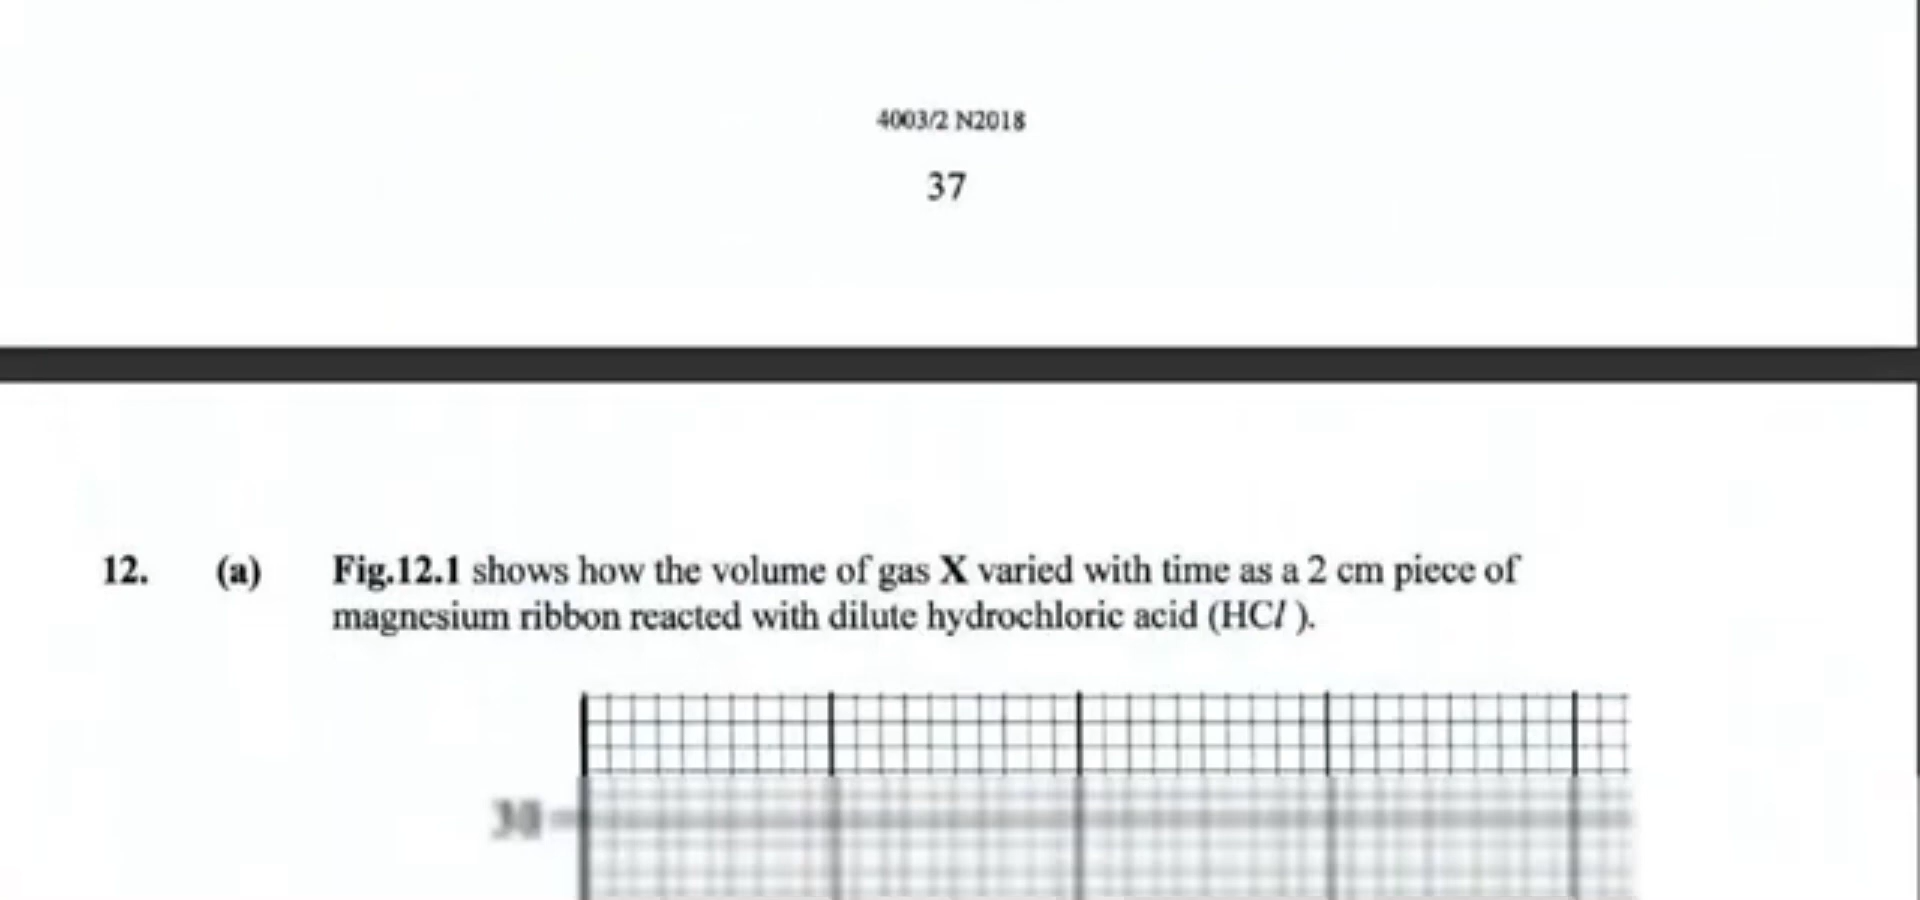 4003/2 N2018
37
12. (a) Fig.12.1 shows how the volume of gas X varied with time as a 2 cm piece of
magnesium ribbon reacted with dilute hydrochloric acid (HCl ).
30